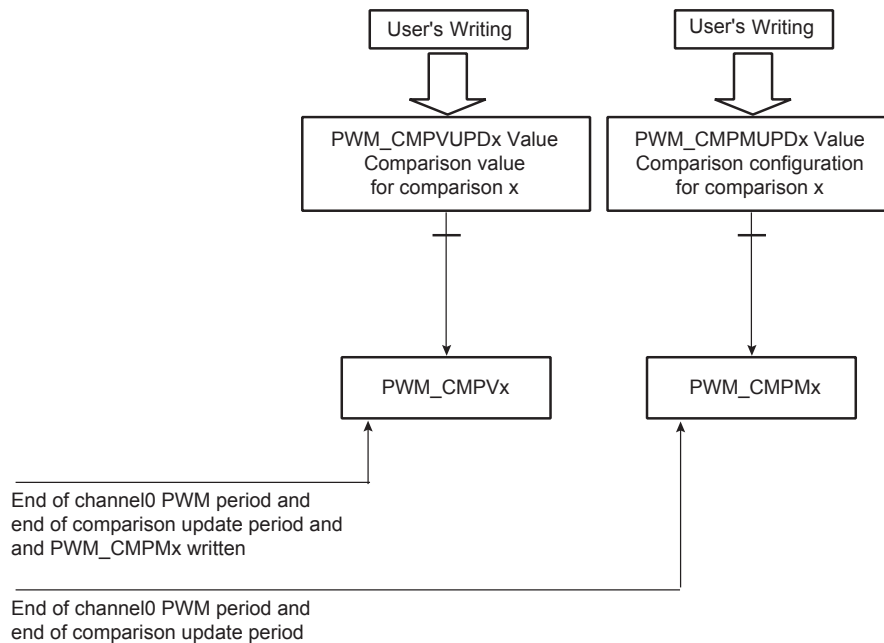 User's Writing
User's Writing
PWM_CMPVUPDx Value
Comparison value
for comparison x
PWM_CMPMUPDx Value
Comparison configuration
for comparison x
PWM_CMPVx
PWM_CMPMx
End of channel0 PWM period and
end of comparison update period and
and PWM_CMPMx written
End of channel0 PWM period and
end of comparison update period